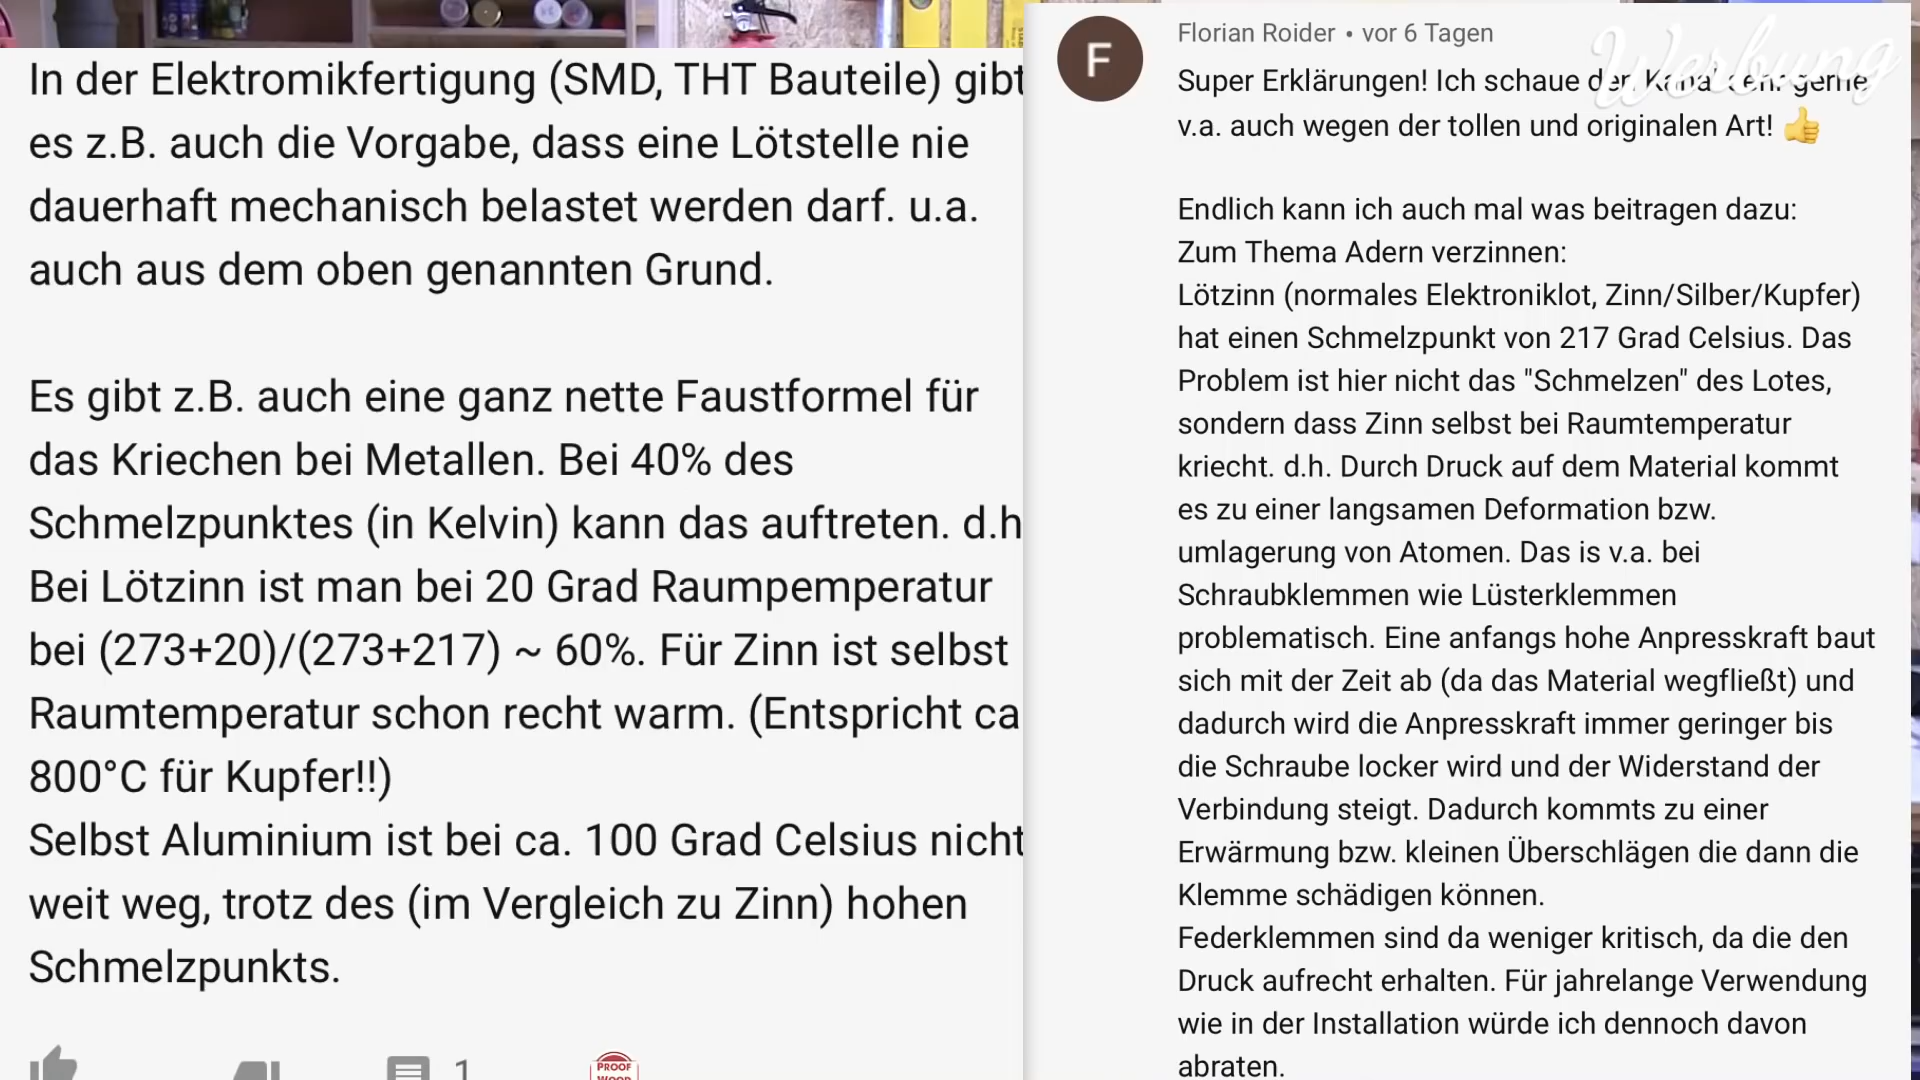 Florian Roider • vor 6 Tagen
Werbung
Super Erklärungen! Ich schaue den Kanal sehr gerne
v.a. auch wegen der tollen und originalen Art! 👍
Endlich kann ich auch mal was beitragen dazu:
Zum Thema Adern verzinnen:
Lötzinn (normales Elektroniklot, Zinn/Silber/Kupfer)
hat einen Schmelzpunkt von 217 Grad Celsius. Das
Problem ist hier nicht das "Schmelzen" des Lotes,
sondern dass Zinn selbst bei Raumtemperatur
kriecht. d.h. Durch Druck auf dem Material kommt
es zu einer langsamen Deformation bzw.
umlagerung von Atomen. Das is v.a. bei
Schraubklemmen wie Lüsterklemmen
problematisch. Eine anfangs hohe Anpresskraft baut
sich mit der Zeit ab (da das Material wegfließt) und
dadurch wird die Anpresskraft immer geringer bis
die Schraube locker wird und der Widerstand der
Verbindung steigt. Dadurch kommts zu einer
Erwärmung bzw. kleinen Überschlägen die dann die
Klemme schädigen können.
Federklemmen sind da weniger kritisch, da die den
Druck aufrecht erhalten. Für jahrelange Verwendung
wie in der Installation würde ich dennoch davon
abraten.
In der Elektromikfertigung (SMD, THT Bauteile) gibt
es z.B. auch die Vorgabe, dass eine Lötstelle nie
dauerhaft mechanisch belastet werden darf. u.a.
auch aus dem oben genannten Grund.
Es gibt z.B. auch eine ganz nette Faustformel für
das Kriechen bei Metallen. Bei 40% des
Schmelzpunktes (in Kelvin) kann das auftreten. d.h
Bei Lötzinn ist man bei 20 Grad Raumpemperatur
bei (273+20)/(273+217) ~ 60%. Für Zinn ist selbst
Raumtemperatur schon recht warm. (Entspricht ca
800°C für Kupfer!!)
Selbst Aluminium ist bei ca. 100 Grad Celsius nicht
weit weg, trotz des (im Vergleich zu Zinn) hohen
Schmelzpunkts.
1
PROOF
WOOD